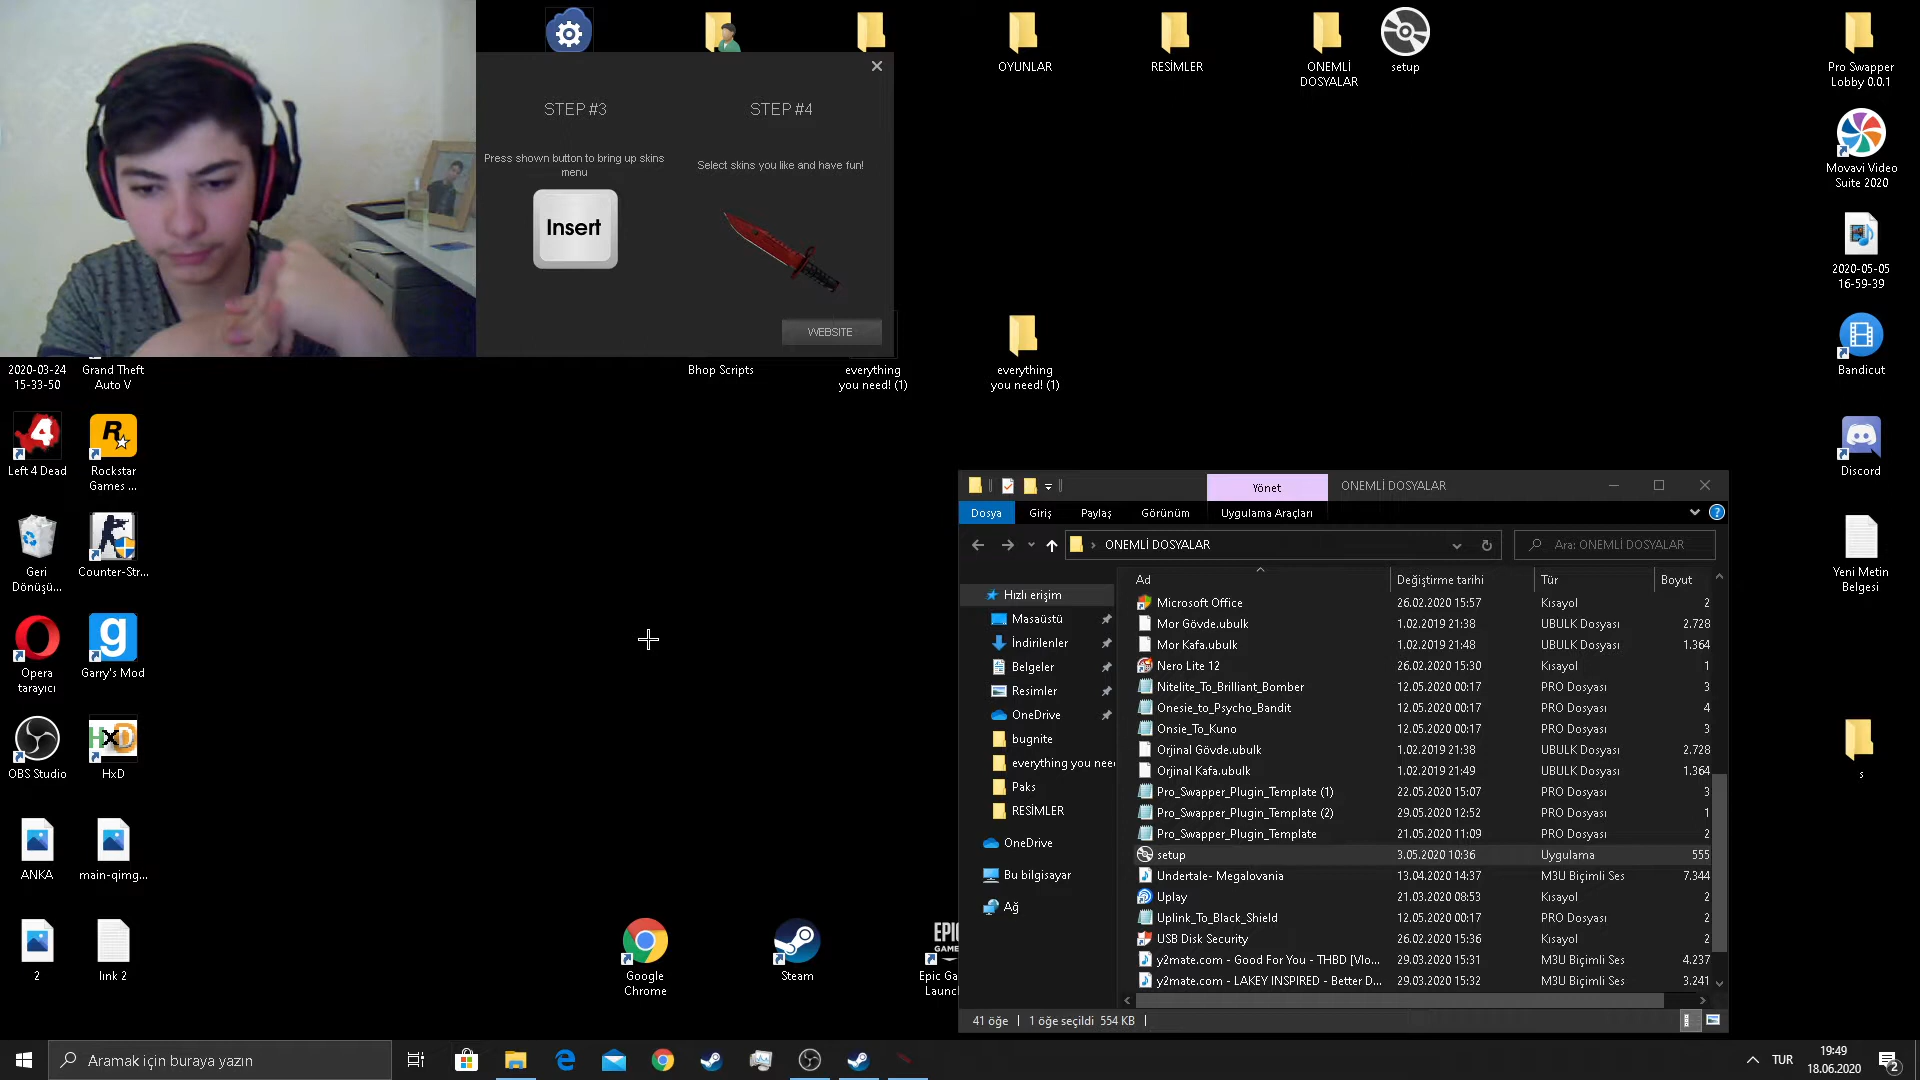 OYUNLAR
RESİMLER
ONEMLİ
DOSYALAR
setup
Pro Swapper
Lobby 0.0.1
STEP #3
STEP #4
Press shown button to bring up skins
menu
Select skins you like and have fun!
Insert
WEBSITE
Movavi Video
Suite 2020
2020-05-05
16-59-39
Bandicut
2020-03-24
15-33-50
Grand Theft
Auto V
Bhop Scripts
everything
you need! (1)
everything
you need! (1)
Left 4 Dead
Rockstar
Games ...
Discord
Geri
Dönüşü...
Counter-Str...
Yeni Metin
Belgesi
Opera
tarayıcı
Garry's Mod
OBS Studio
HxD
s
ANKA
main-qimg...
2
link 2
Google
Chrome
Steam
EPIC
GAM
Epic Ga
Launc
Yönet
ONEMLİ DOSYALAR
Dosya
Giriş
Paylaş
Görünüm
Uygulama Araçları
ONEMLİ DOSYALAR
Ara: ONEMLİ DOSYALAR
Hızlı erişim
Masaüstü
İndirilenler
Belgeler
Resimler
OneDrive
bugnite
everything you nee
Paks
RESİMLER
OneDrive
Bu bilgisayar
Ağ
Ad Değiştirme tarihi Tür Boyut
Microsoft Office 26.02.2020 15:57 Kısayol 2
Mor Gövde.ubulk 1.02.2019 21:38 UBULK Dosyası 2.728
Mor Kafa.ubulk 1.02.2019 21:48 UBULK Dosyası 1.364
Nero Lite 12 26.02.2020 15:30 Kısayol 1
Nitelite_To_Brilliant_Bomber 12.05.2020 00:17 PRO Dosyası 3
Onesie_to_Psycho_Bandit 12.05.2020 00:17 PRO Dosyası 4
Onsie_To_Kuno 12.05.2020 00:17 PRO Dosyası 3
Orjinal Gövde.ubulk 1.02.2019 21:38 UBULK Dosyası 2.728
Orjinal Kafa.ubulk 1.02.2019 21:49 UBULK Dosyası 1.364
Pro_Swapper_Plugin_Template (1) 22.05.2020 15:07 PRO Dosyası 3
Pro_Swapper_Plugin_Template (2) 29.05.2020 12:52 PRO Dosyası 1
Pro_Swapper_Plugin_Template 21.05.2020 11:09 PRO Dosyası 2
setup 3.05.2020 10:36 Uygulama 555
Undertale- Megalovania 13.04.2020 14:37 M3U Biçimli Ses 7.344
Uplay 21.03.2020 08:53 Kısayol 2
Uplink_To_Black_Shield 12.05.2020 00:17 PRO Dosyası 2
USB Disk Security 26.02.2020 15:36 Kısayol 2
y2mate.com - Good For You - THBD [Vlo... 29.03.2020 15:31 M3U Biçimli Ses 4.237
y2mate.com - LAKEY INSPIRED - Better D... 29.03.2020 15:32 M3U Biçimli Ses 3.241
41 öğe
1 öğe seçildi 554 KB
Aramak için buraya yazın
TUR
19:49
18.06.2020
2